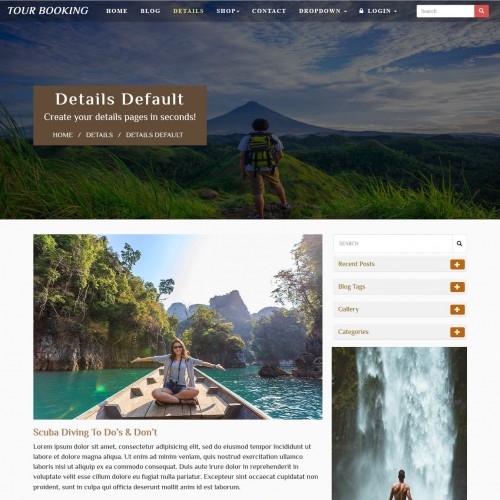 TOUR BOOKING
HOME BLOG DETAILS SHOP CONTACT DROPDOWN LOGIN Search
Details Default
Create your details pages in seconds!
HOME / DETAILS / DETAILS DEFAULT
SEARCH
Recent Posts
Blog Tags
Gallery
Categories
Scuba Diving To Do's & Don't
Lorem ipsum dolor sit amet, consectetur adipisicing elit, sed do eiusmod tempor incididunt ut
labore et dolore magna aliqua. Ut enim ad minim veniam, quis nostrud exercitation ullamco
laboris nisi ut aliquip ex ea commodo consequat. Duis aute irure dolor in reprehenderit in
voluptate velit esse cillum dolore eu fugiat nulla pariatur. Excepteur sint occaecat cupidatat non
proident, sunt in culpa qui officia deserunt mollit anim id est laborum.